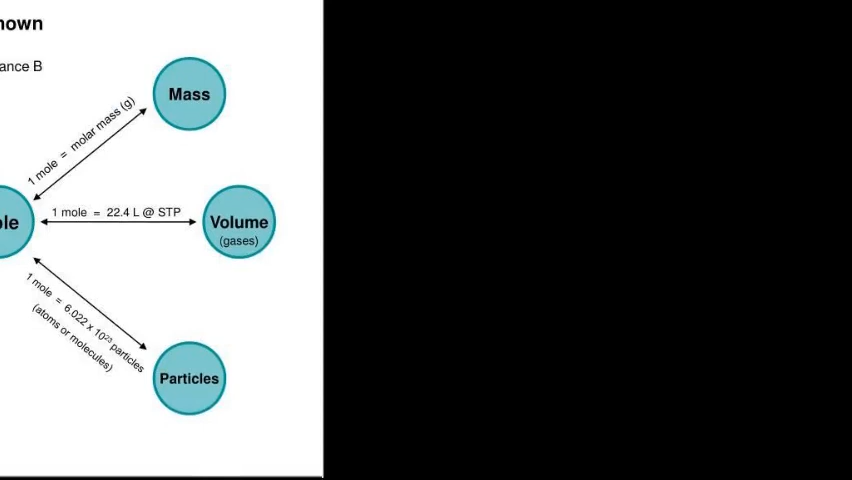 nown
ance B
Mass
1 mole = molar mass (g)
ole
1 mole = 22.4 L @ STP
Volume
(gases)
1 mole = 6.022 x 10²³ particles
(atoms or molecules)
Particles